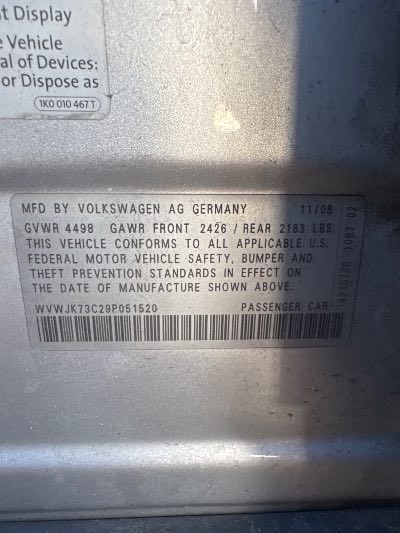 t Display
e Vehicle
al of Devices:
or Dispose as
1K0 010 467 T
MFD BY VOLKSWAGEN AG GERMANY 11/08
GVWR 4498 GAWR FRONT 2426 / REAR 2183 LBS
THIS VEHICLE CONFORMS TO ALL APPLICABLE U.S.
FEDERAL MOTOR VEHICLE SAFETY, BUMPER AND
THEFT PREVENTION STANDARDS IN EFFECT ON
THE DATE OF MANUFACTURE SHOWN ABOVE.
WVWJK73C29P051520 PASSENGER CAR
1087 02